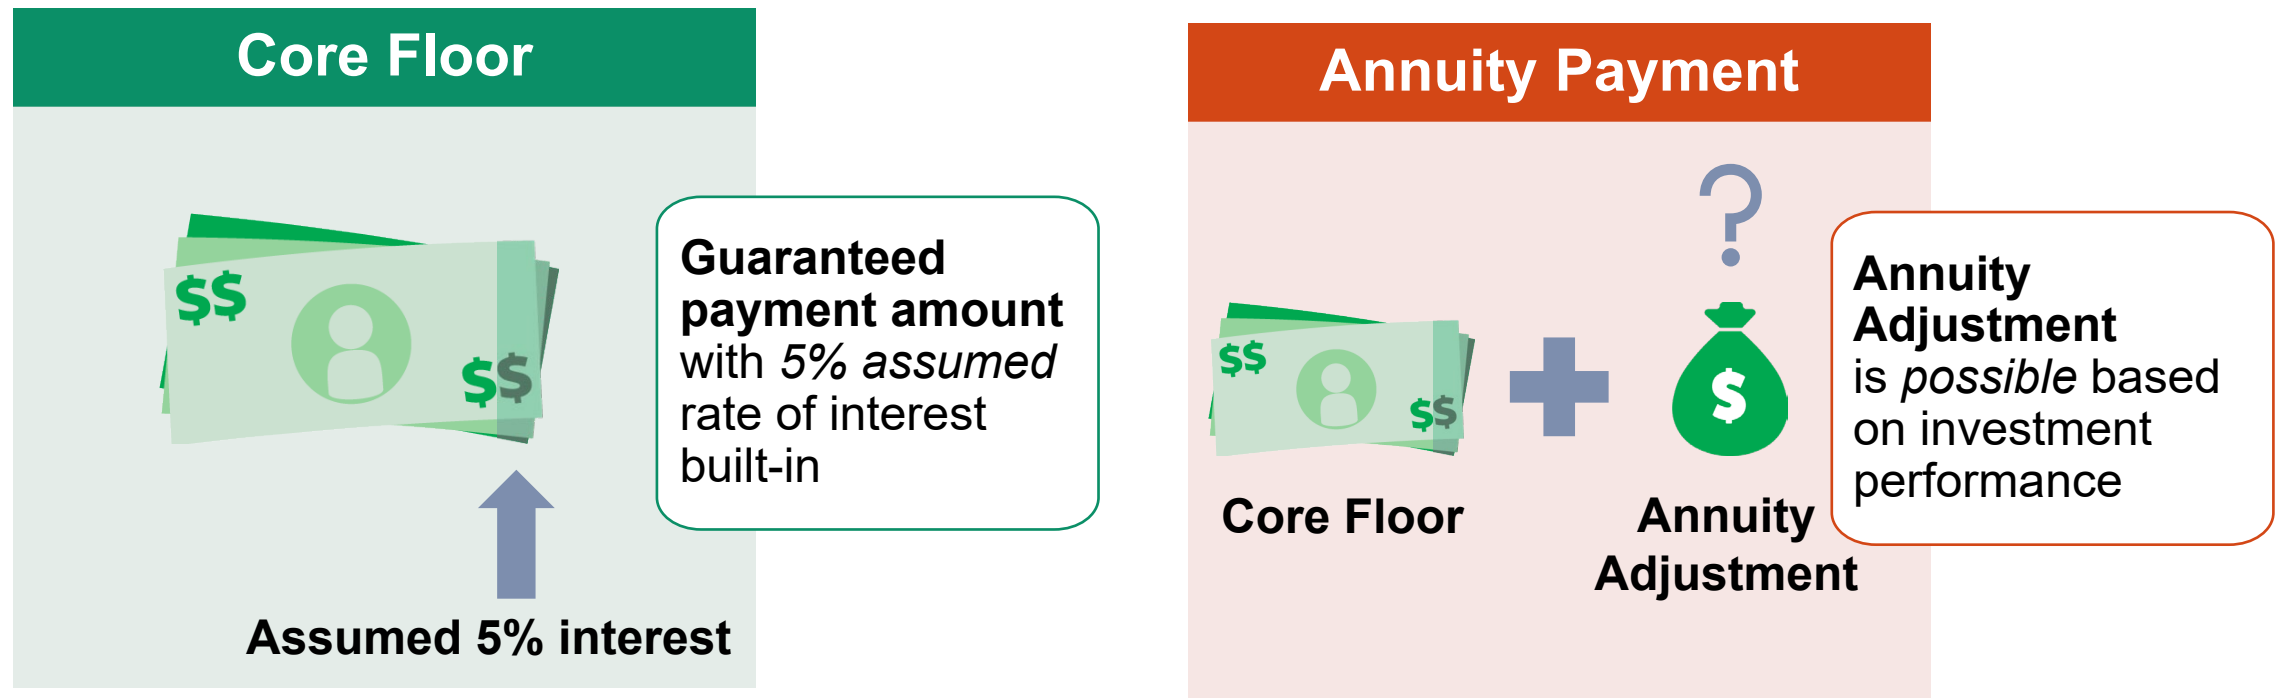 Core Floor
$$
$$
Guaranteed
payment amount
with 5% assumed
rate of interest
built-in
Assumed 5% interest
Annuity Payment
?
$$
$$
$
Core Floor
Annuity
Adjustment
Annuity
Adjustment
is possible based
on investment
performance